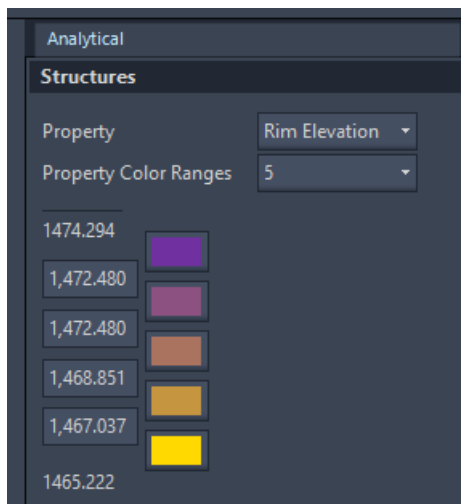 Analytical
Structures
Property Rim Elevation
Property Color Ranges 5
1474.294
1,472.480
1,472.480
1,468.851
1,467.037
1465.222